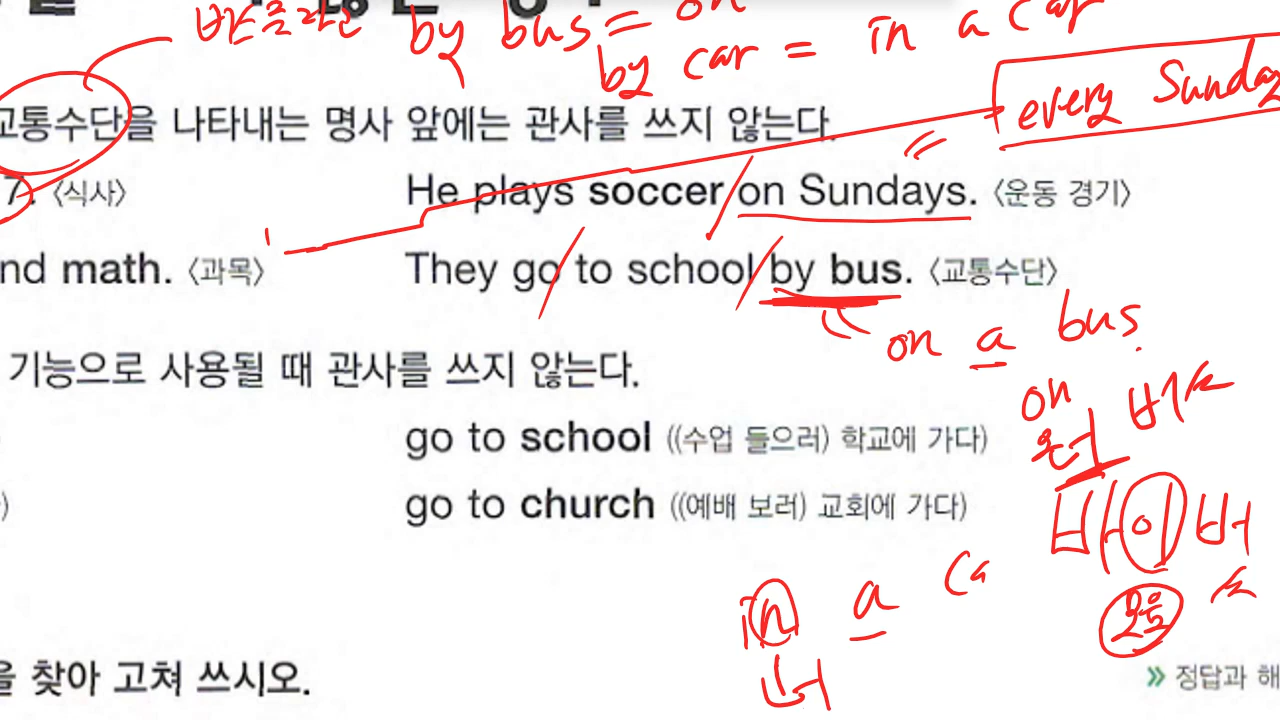 by bus = on
by car = in a car
every Sunday
교통수단을 나타내는 명사 앞에는 관사를 쓰지 않는다.
7. 〈식사〉 He plays soccer on Sundays. 〈운동 경기〉
nd math. 〈과목〉 They go to school by bus. 〈교통수단〉
on a bus
기능으로 사용될 때 관사를 쓰지 않는다.
on 버스
go to school ((수업 들으러) 학교에 가다)
go to church ((예배 보러) 교회에 가다)
바이버스
in a ca
모음
을 찾아 고쳐 쓰시오.
» 정답과 해